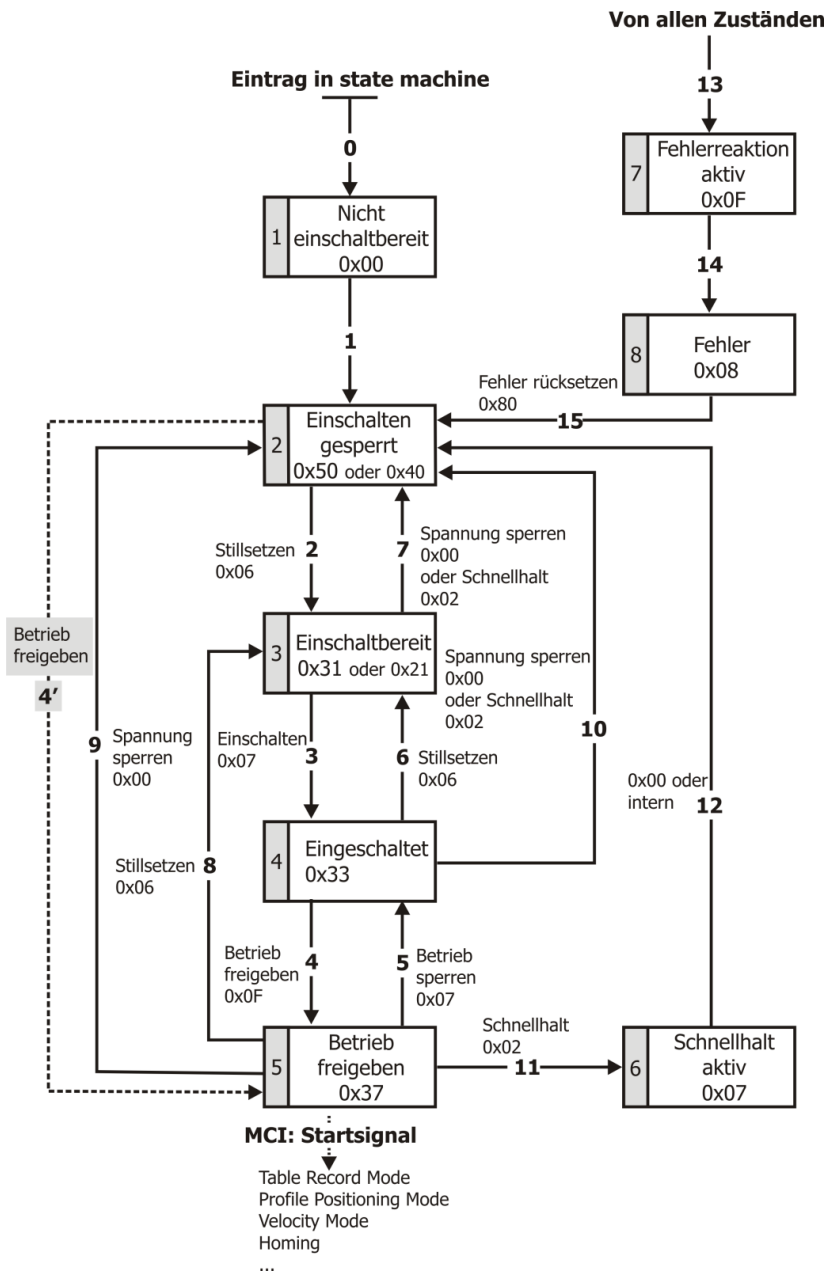 Von allen Zuständen
13
Eintrag in state machine
0
7
Fehlerreaktion
aktiv
0x0F
1
Nicht
einschaltbereit
0x00
14
1
8
Fehler
0x08
Fehler rücksetzen
0x80
15
2
Einschalten
gesperrt
0x50 oder 0x40
Stillsetzen
0x06
2
7
Spannung sperren
0x00
oder Schnellhalt
0x02
3
Einschaltbereit
0x31 oder 0x21
Betrieb
freigeben
4’
Spannung sperren
0x00
oder Schnellhalt
0x02
10
9
Spannung
sperren
0x00
Einschalten
0x07
3
6
Stillsetzen
0x06
0x00 oder
intern
12
4
Eingeschaltet
0x33
Stillsetzen
0x06
8
Betrieb
freigeben
0x0F
4
5
Betrieb
sperren
0x07
5
Betrieb
freigeben
0x37
Schnellhalt
0x02
11
6
Schnellhalt
aktiv
0x07
MCI: Startsignal
Table Record Mode
Profile Positioning Mode
Velocity Mode
Homing
...